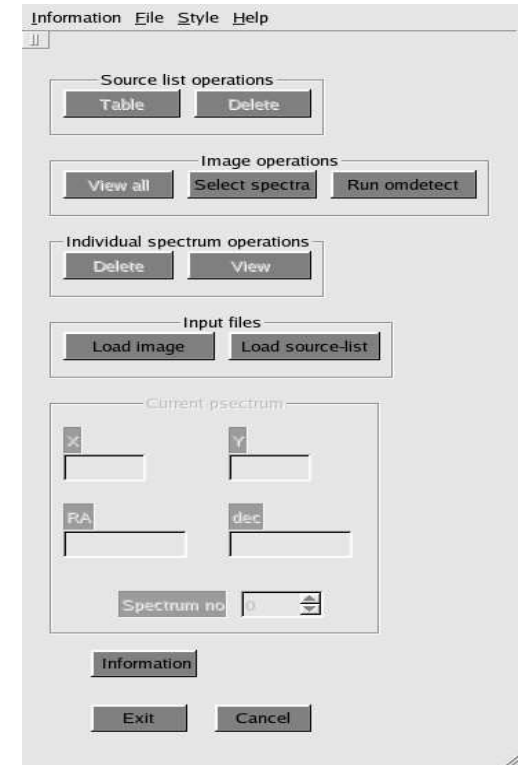 Information File Style Help
Source list operations
Table Delete
Image operations
View all Select spectra Run omdetect
Individual spectrum operations
Delete View
Input files
Load image Load source-list
Current psectrum
X Y
RA dec
Spectrum no 0
Information
Exit Cancel